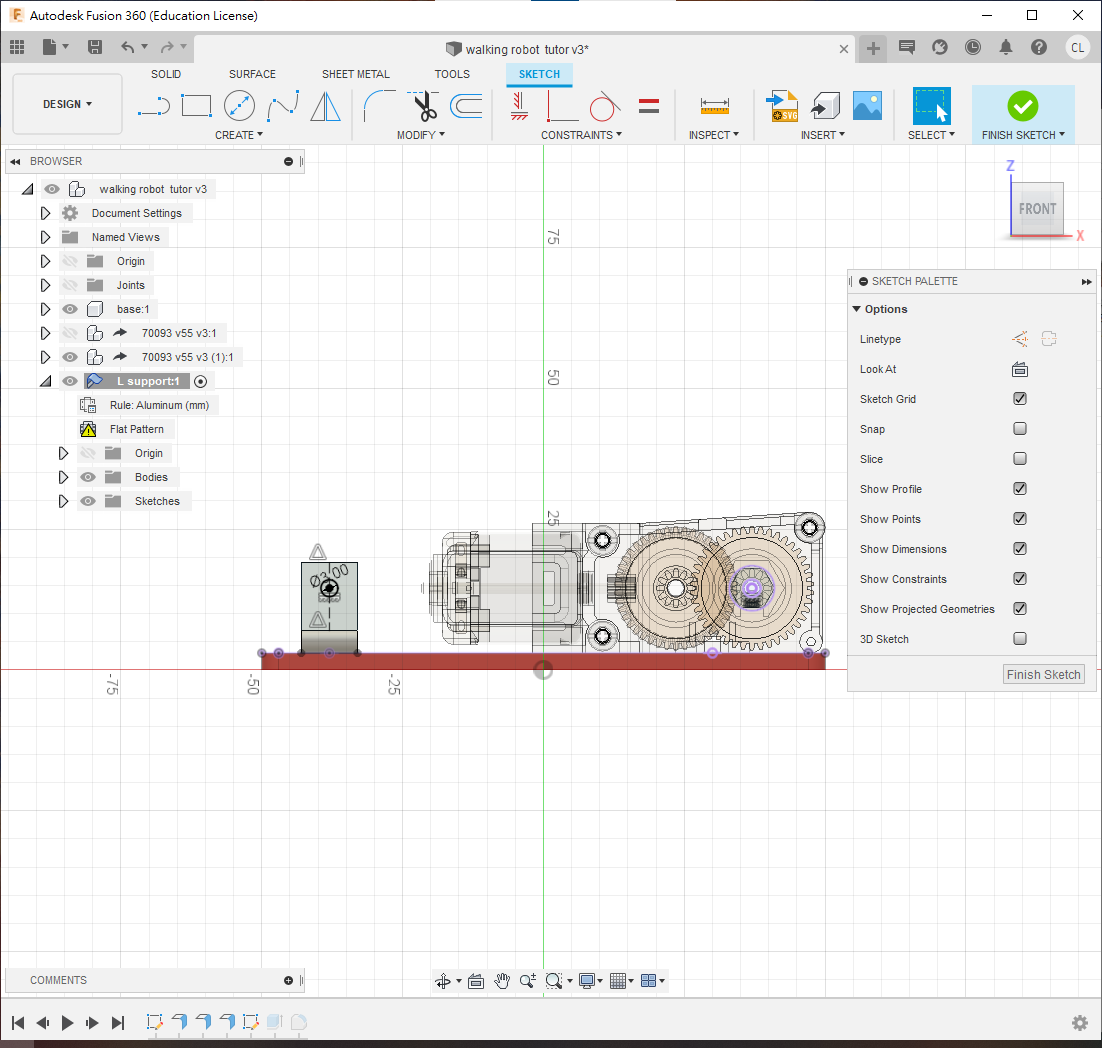 Autodesk Fusion 360 (Education License)
walking robot tutor v3*
CL
DESIGN
SOLID SURFACE SHEET METAL TOOLS SKETCH
SVG
CREATE MODIFY CONSTRAINTS INSPECT INSERT SELECT FINISH SKETCH
BROWSER
walking robot tutor v3
Document Settings
Named Views
Origin
Joints
base:1
70093 v55 v3:1
70093 v55 v3 (1):1
L support:1
Rule: Aluminum (mm)
Flat Pattern
Origin
Bodies
Sketches
Z
FRONT
X
75
50
25
Ø3.00
-75
-50
-25
SKETCH PALETTE
Options
Linetype
Look At
Sketch Grid
Snap
Slice
Show Profile
Show Points
Show Dimensions
Show Constraints
Show Projected Geometries
3D Sketch
Finish Sketch
COMMENTS